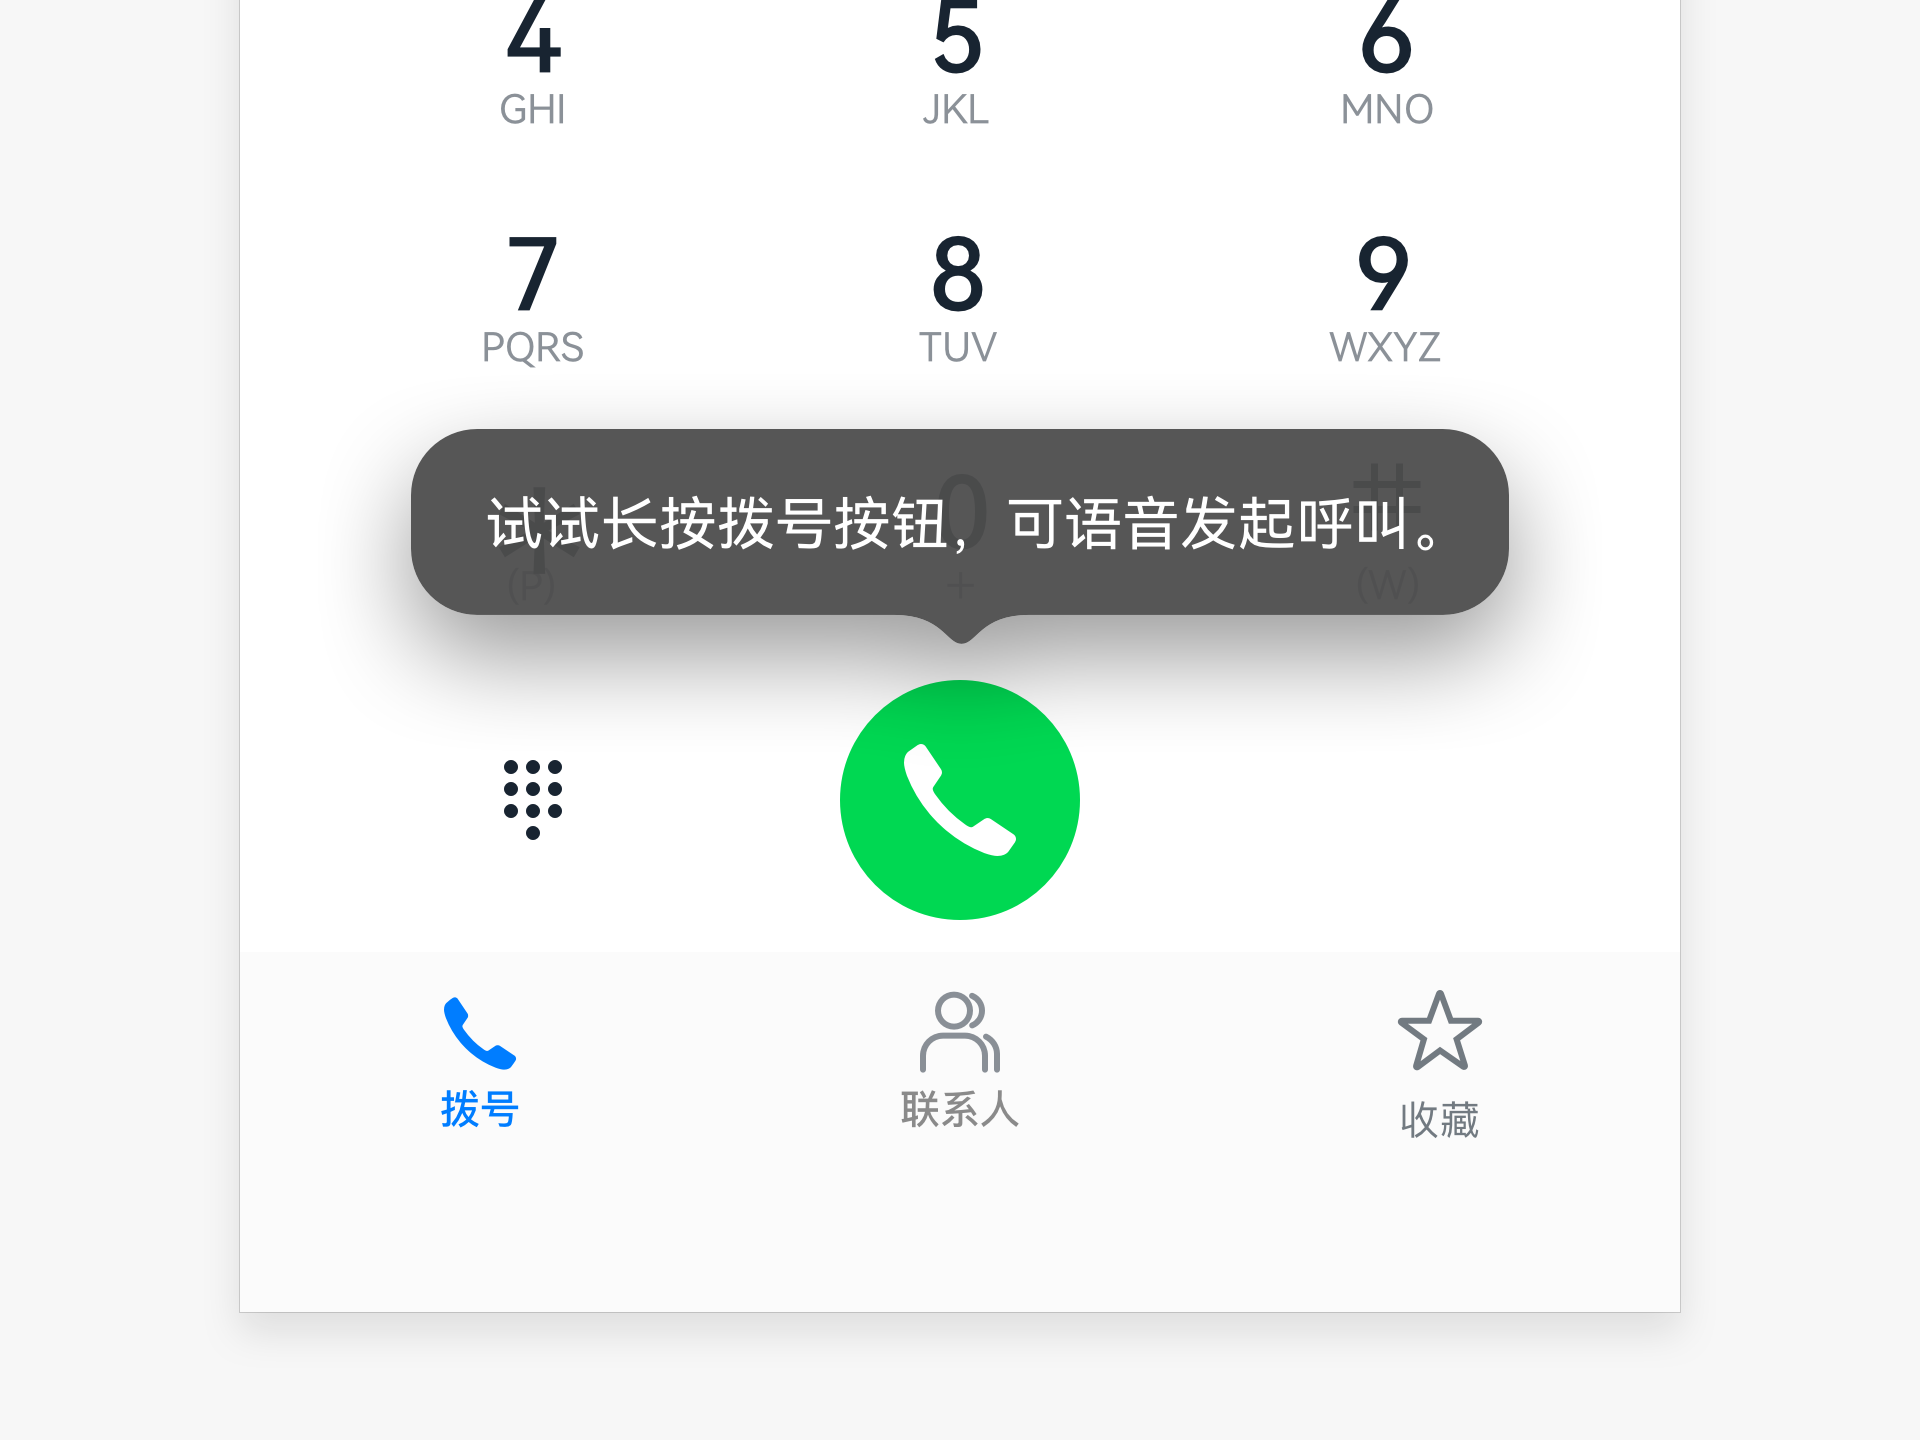 4 5 6
GHI JKL MNO
7 8 9
PQRS TUV WXYZ
* 0 #
试试长按拨号按钮，可语音发起呼叫。
(P) + (W)
拨号 联系人 收藏